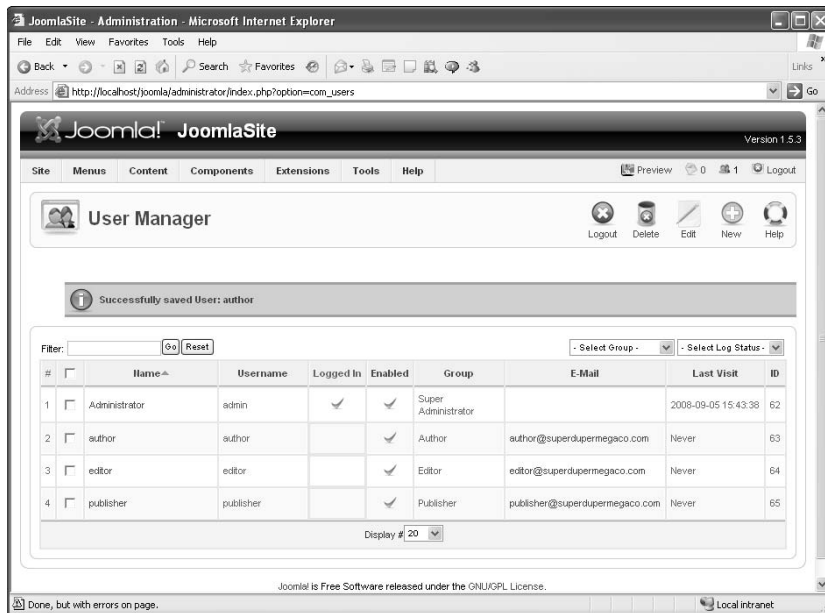 JoomlaSite - Administration - Microsoft Internet Explorer
File Edit View Favorites Tools Help
Back Search Favorites Links »
Address http://localhost/joomla/administrator/index.php?option=com_users Go
Joomla!™ JoomlaSite
Version 1.5.3
Site Menus Content Components Extensions Tools Help Preview 0 1 Logout
User Manager
Logout Delete Edit New Help
Successfully saved User: author
Filter: Go Reset - Select Group - - Select Log Status -
# Name Username Logged In Enabled Group E-Mail Last Visit ID
1 Administrator admin Super Administrator 2008-09-05 15:43:38 62
2 author author Author author@superdupermegaco.com Never 63
3 editor editor Editor editor@superdupermegaco.com Never 64
4 publisher publisher Publisher publisher@superdupermegaco.com Never 65
Display # 20
Joomla! is Free Software released under the GNU/GPL License.
Done, but with errors on page. Local intranet